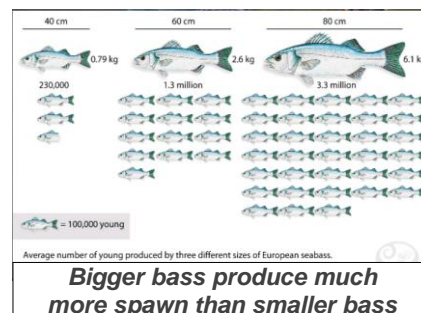 40 cm 60 cm 80 cm
0.79 kg 2.6 kg 6.1 k
230,000 1.3 million 3.3 million
= 100,000 young
Average number of young produced by three different sizes of European seabass.
Bigger bass produce much
more spawn than smaller bass